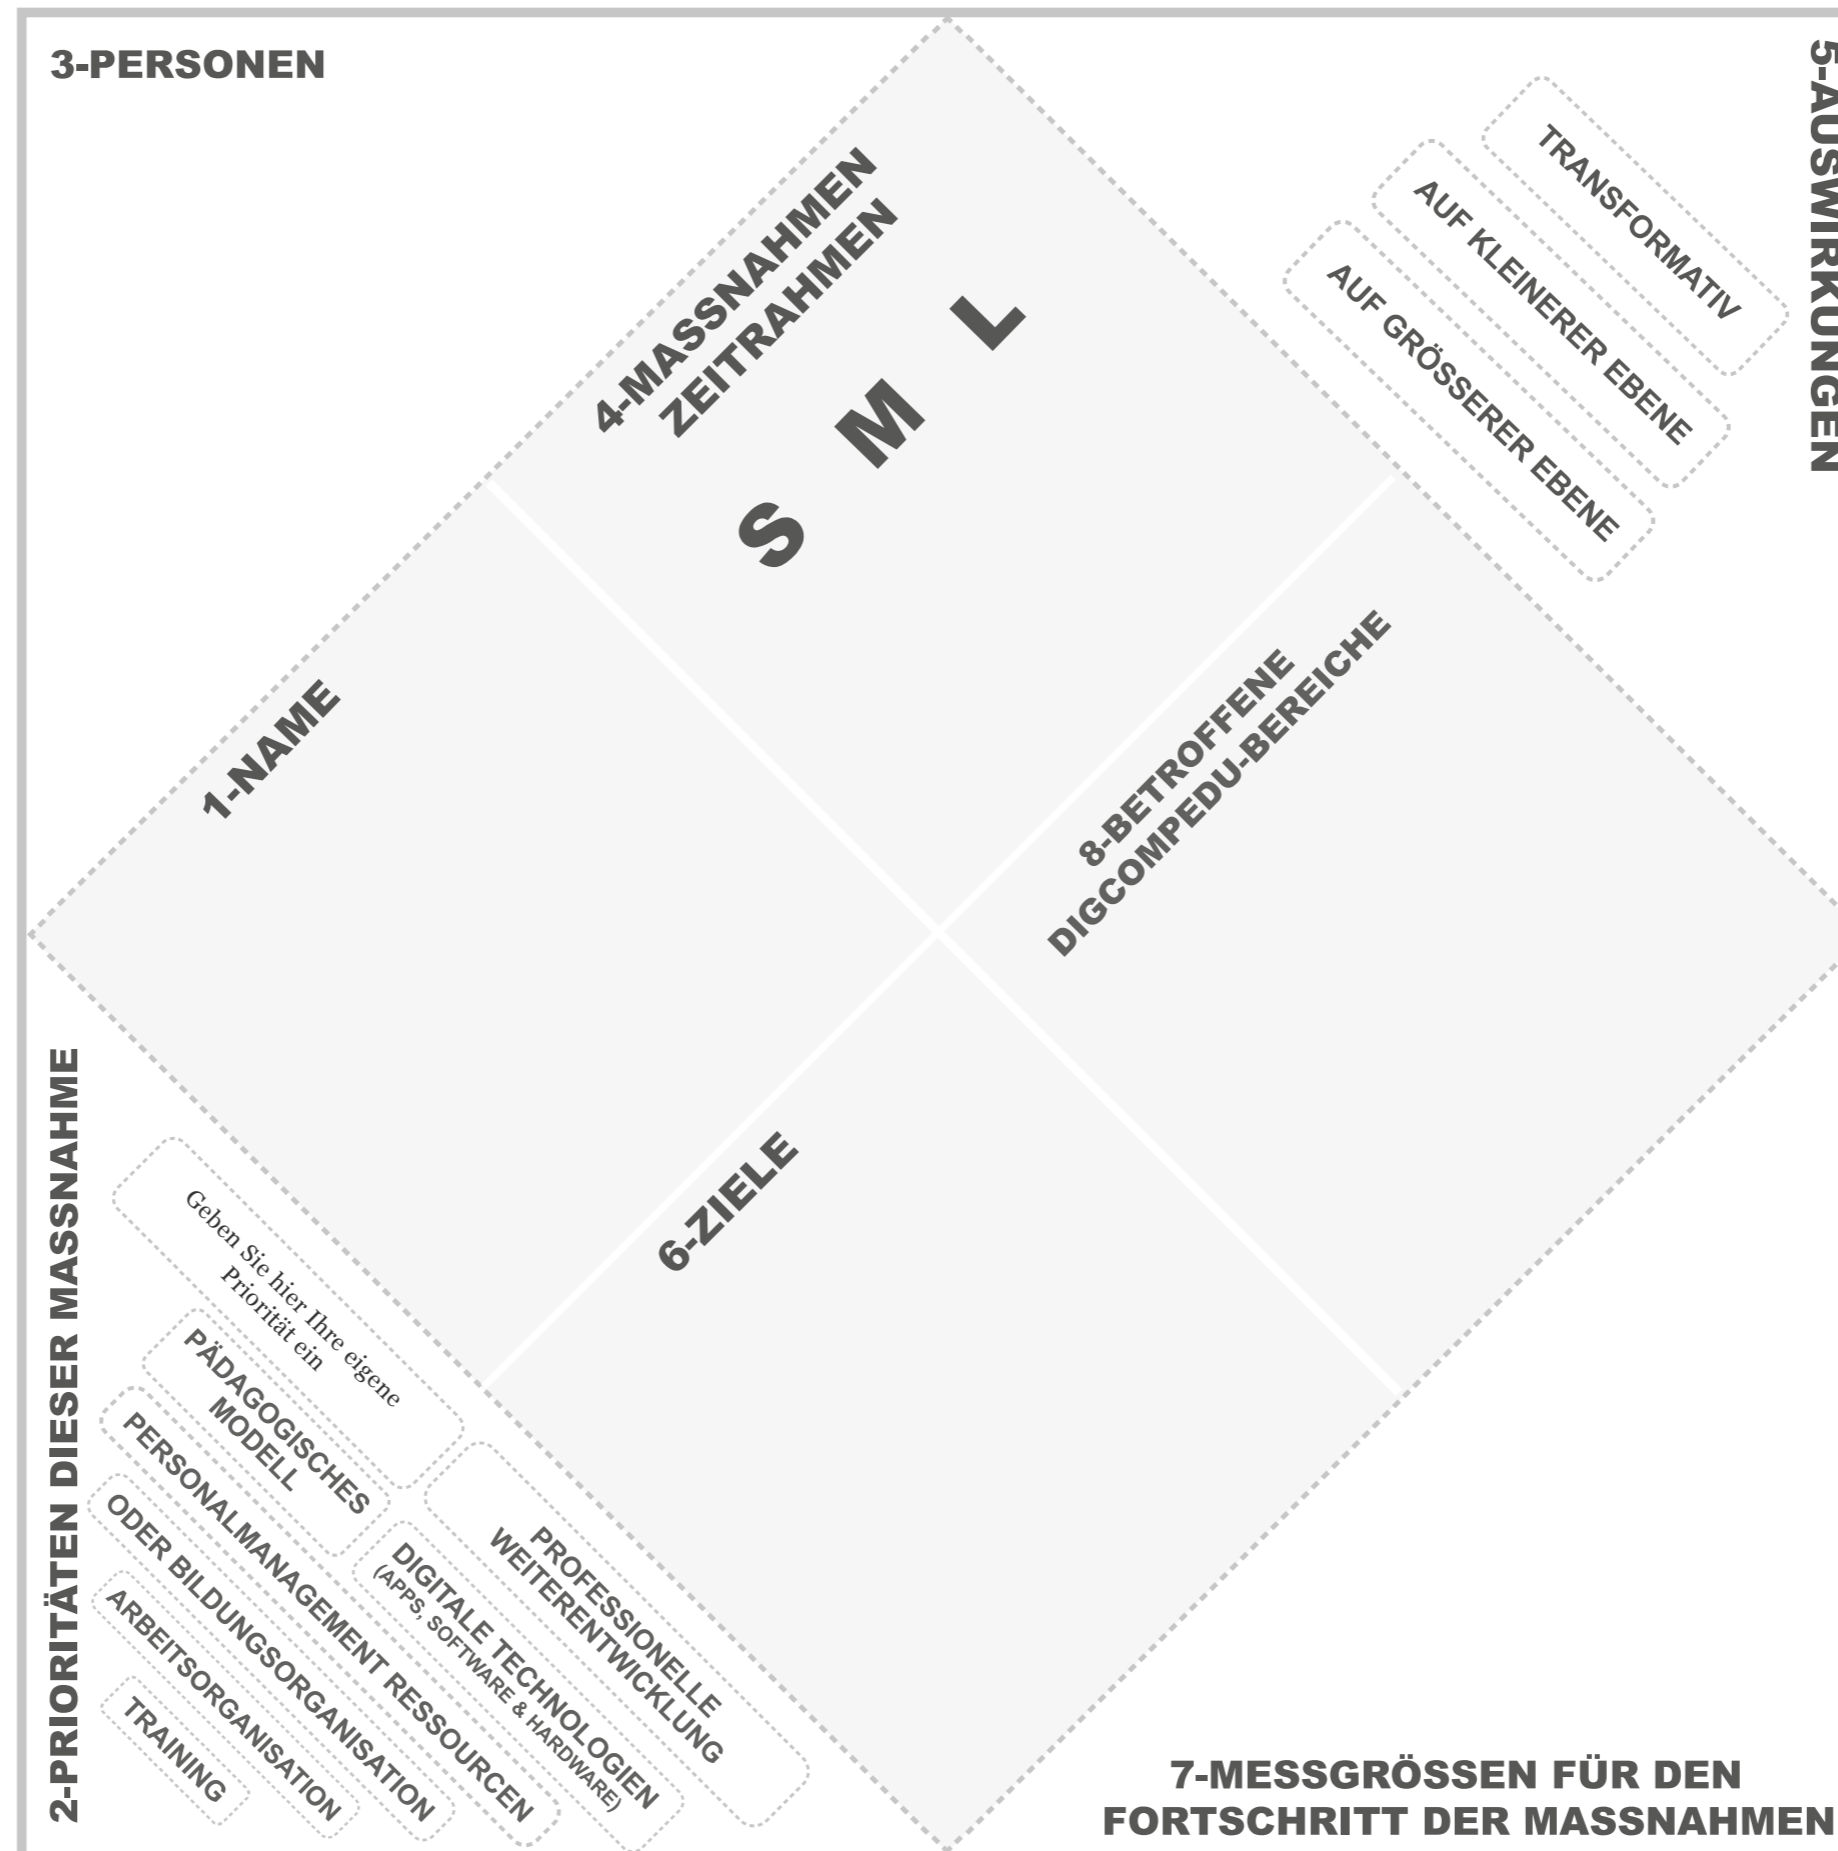 3-PERSONEN
5-AUSWIRKUNGEN
TRANSFORMATIV
AUF KLEINERER EBENE
AUF GRÖSSERER EBENE
4-MASSNAHMEN
ZEITRAHMEN
S M L
1-NAME
8-BETROFFENE
DIGCOMPEDU-BEREICHE
6-ZIELE
2-PRIORITÄTEN DIESER MASSNAHME
Geben Sie hier Ihre eigene
Priorität ein
PÄDAGOGISCHES
MODELL
PERSONALMANAGEMENT RESSOURCEN
ODER BILDUNGSORGANISATION
ARBEITSORGANISATION
TRAINING
PROFESSIONELLE
WEITERENTWICKLUNG
DIGITALE TECHNOLOGIEN
(APPS, SOFTWARE & HARDWARE)
7-MESSGRÖSSEN FÜR DEN
FORTSCHRITT DER MASSNAHMEN